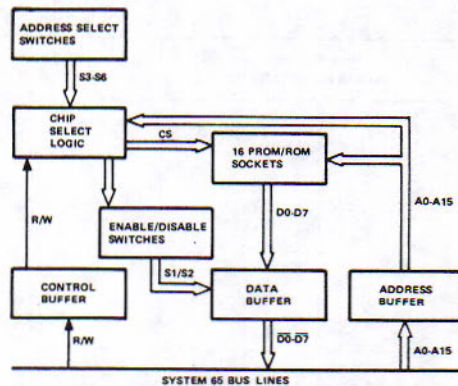 ADDRESS SELECT
SWITCHES
S3-S6
CHIP
SELECT
LOGIC
CS
16 PROM/ROM
SOCKETS
A0-A15
R/W
D0-D7
ENABLE/DISABLE
SWITCHES
S1/S2
CONTROL
BUFFER
DATA
BUFFER
ADDRESS
BUFFER
R/W
D0-D7
A0-A15
SYSTEM 65 BUS LINES